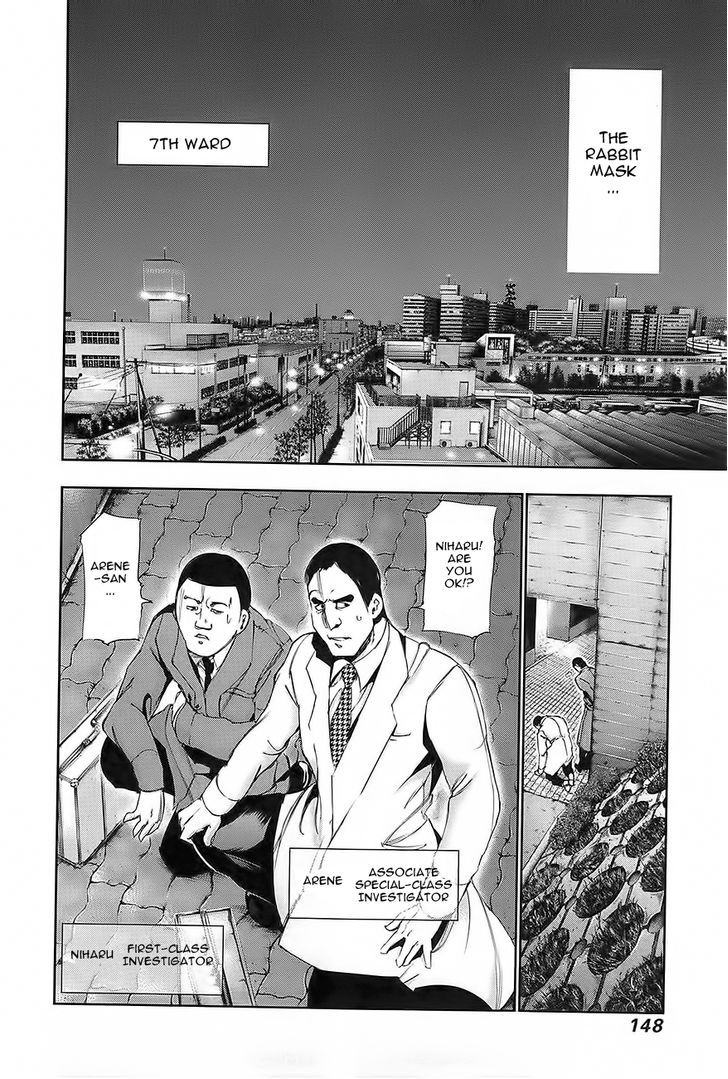 THE
RABBIT
MASK
...
7TH WARD
NIHARU!
ARE
YOU
OK!?
ARENE
-SAN
...
ARENE ASSOCIATE
SPECIAL-CLASS
INVESTIGATOR
NIHARU FIRST-CLASS
INVESTIGATOR
148